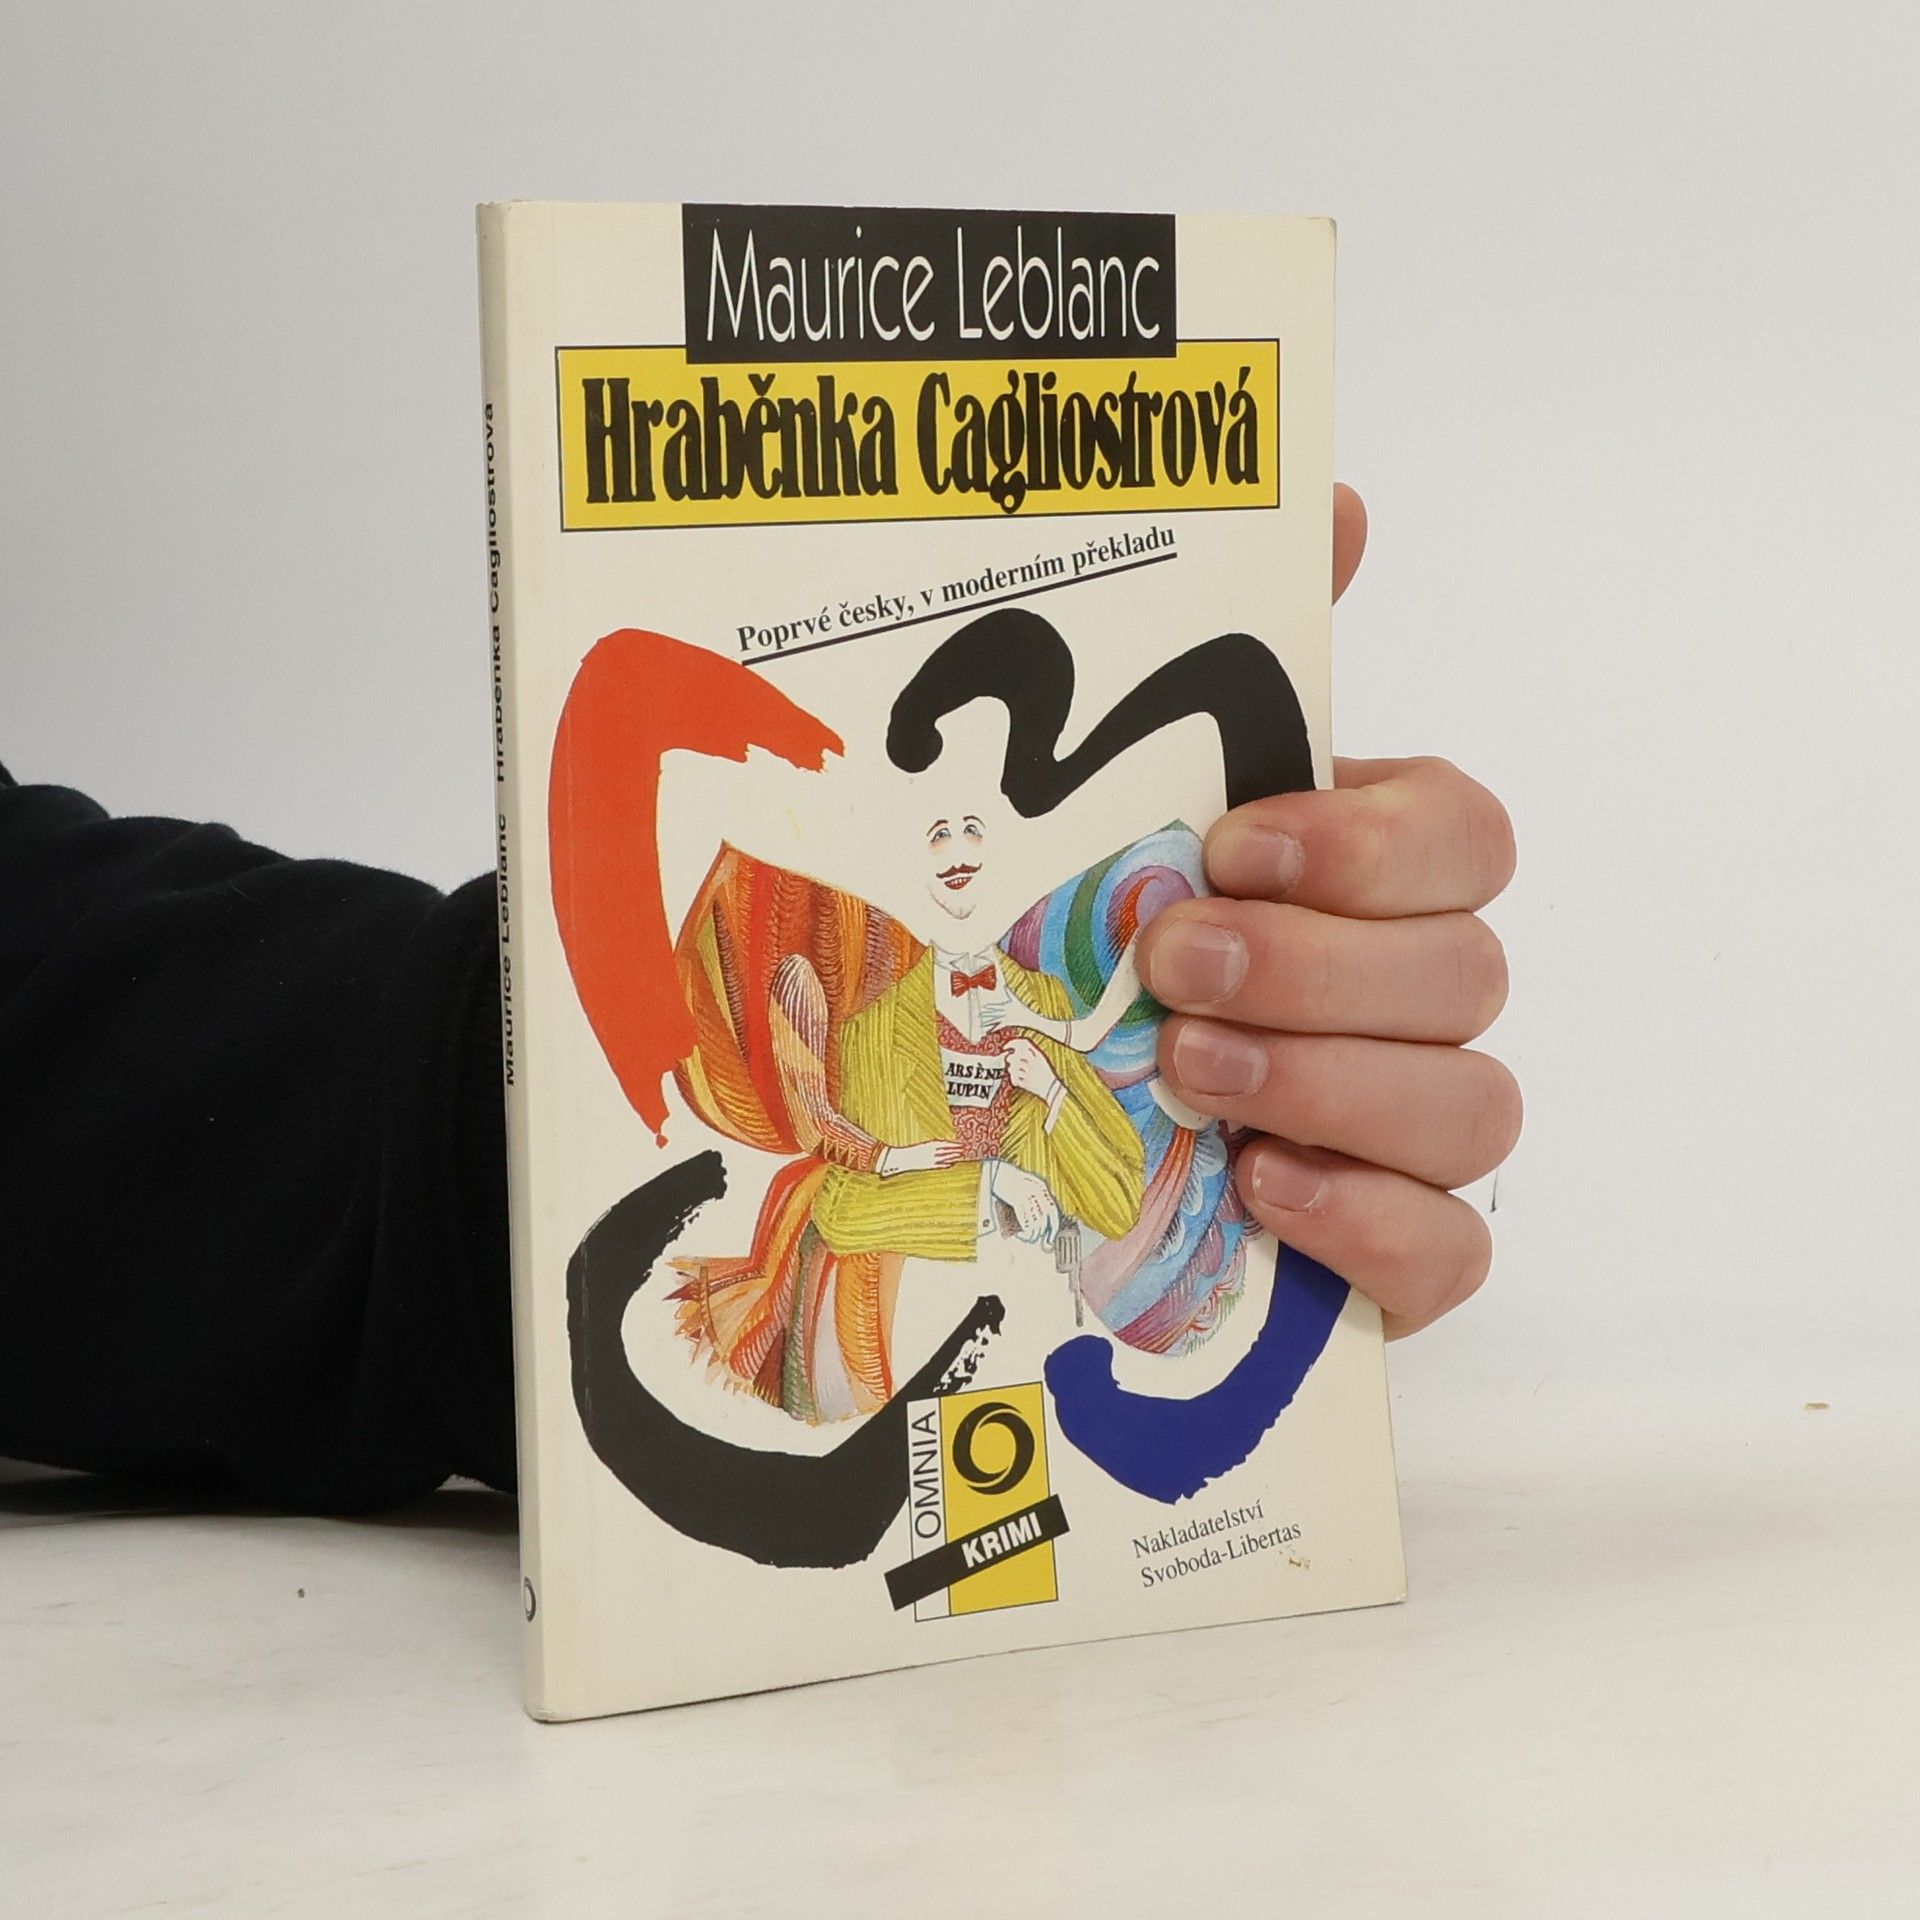 Maurice Leblanc
Hraběnka Cagliostrová
Poprvé česky, v moderním překladu
ARSÈNE
LUPIN
OMNIA
KRIMI
Nakladatelství
Svoboda-Libertas
Maurice Leblanc Hraběnka Cagliostrová